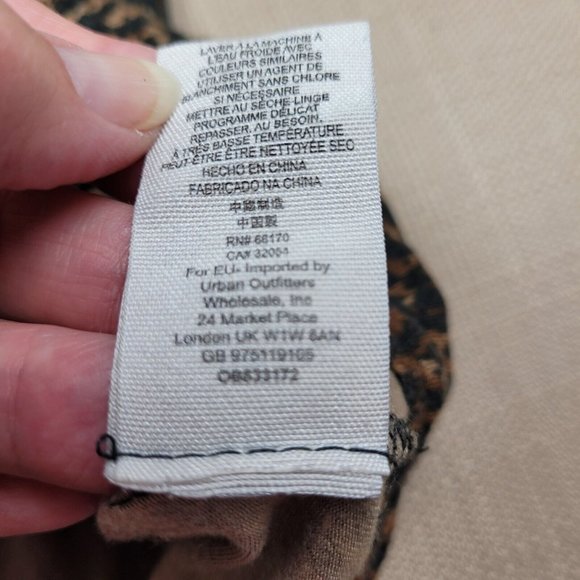 LAVER À LA MACHINE À
L'EAU FROIDE AVEC
COULEURS SIMILAIRES
UTILISER UN AGENT DE
BLANCHIMENT SANS CHLORE
SI NÉCESSAIRE
METTRE AU SÈCHE-LINGE
PROGRAMME DÉLICAT
REPASSER, AU BESOIN,
À TRÈS BASSE TEMPÉRATURE
PEUT-ÊTRE ÊTRE NETTOYÉE SEC
HECHO EN CHINA
FABRICADO NA CHINA
中國制造
中国製
RN# 66170
CA# 32054
For EU- Imported by
Urban Outfitters
Wholesale, Inc
24 Market Place
London UK W1W 8AN
GB 975119105
OB533172